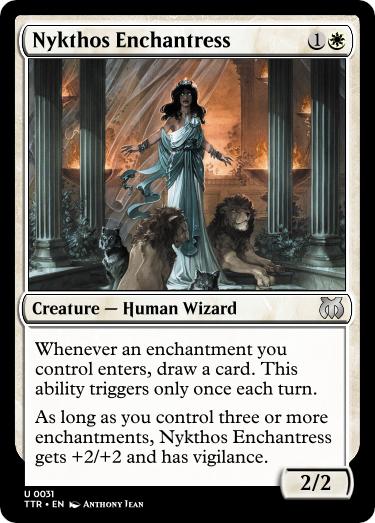 Nykthos Enchantress 1
Creature — Human Wizard
Whenever an enchantment you
control enters, draw a card. This
ability triggers only once each turn.
As long as you control three or more
enchantments, Nykthos Enchantress
gets +2/+2 and has vigilance.
2/2
U 0031
TTR • EN Anthony Jean